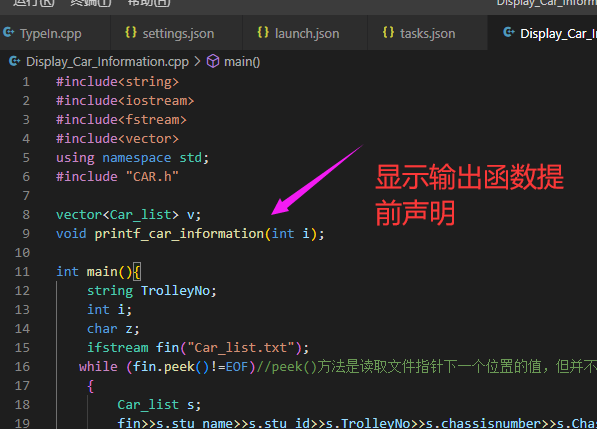 运行(R) 终端(T) 帮助(H) Display_Car_Inform
TypeIn.cpp settings.json launch.json tasks.json Display_Car_I
Display_Car_Information.cpp > main()
1 #include<string>
2 #include<iostream>
3 #include<fstream>
4 #include<vector>
5 using namespace std;
6 #include "CAR.h"
7
8 vector<Car_list> v;
9 void printf_car_information(int i);
10
11 int main(){
12 string TrolleyNo;
13 int i;
14 char z;
15 ifstream fin("Car_list.txt");
16 while (fin.peek()!=EOF)//peek()方法是读取文件指针下一个位置的值，但并不
17 {
18 Car_list s;
19 fin>>s.stu_name>>s.stu_id>>s.TrolleyNo>>s.chassisnumber>>s.Chas
显示输出函数提
前声明